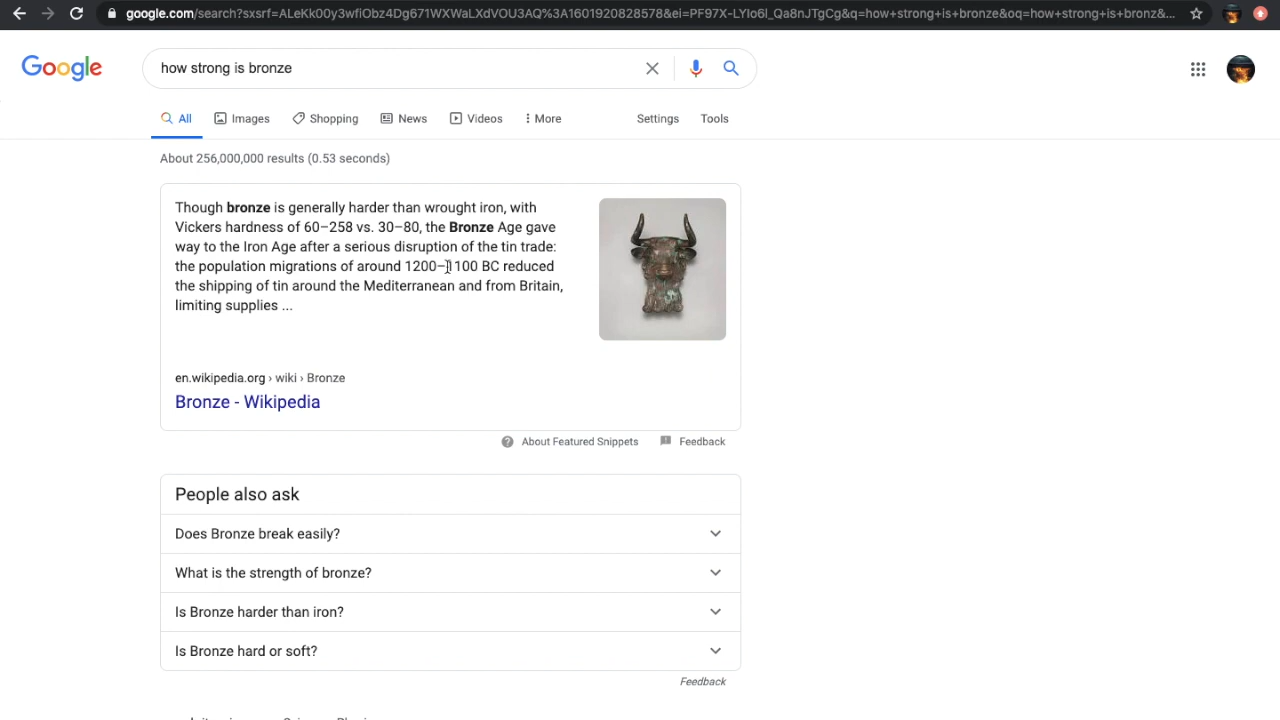 google.com/search?sxsrf=ALeKk00y3wfiObz4Dg671WXWaLXdVOU3AQ%3A1601920828578&ei=PF97X-LYIo6l_Qa8nJTgCg&q=how+strong+is+bronze&oq=how+strong+is+bronz&...
Google
how strong is bronze
All Images Shopping News Videos More Settings Tools
About 256,000,000 results (0.53 seconds)
Though bronze is generally harder than wrought iron, with
Vickers hardness of 60–258 vs. 30–80, the Bronze Age gave
way to the Iron Age after a serious disruption of the tin trade:
the population migrations of around 1200–1100 BC reduced
the shipping of tin around the Mediterranean and from Britain,
limiting supplies ...
en.wikipedia.org › wiki › Bronze
Bronze - Wikipedia
About Featured Snippets Feedback
People also ask
Does Bronze break easily?
What is the strength of bronze?
Is Bronze harder than iron?
Is Bronze hard or soft?
Feedback